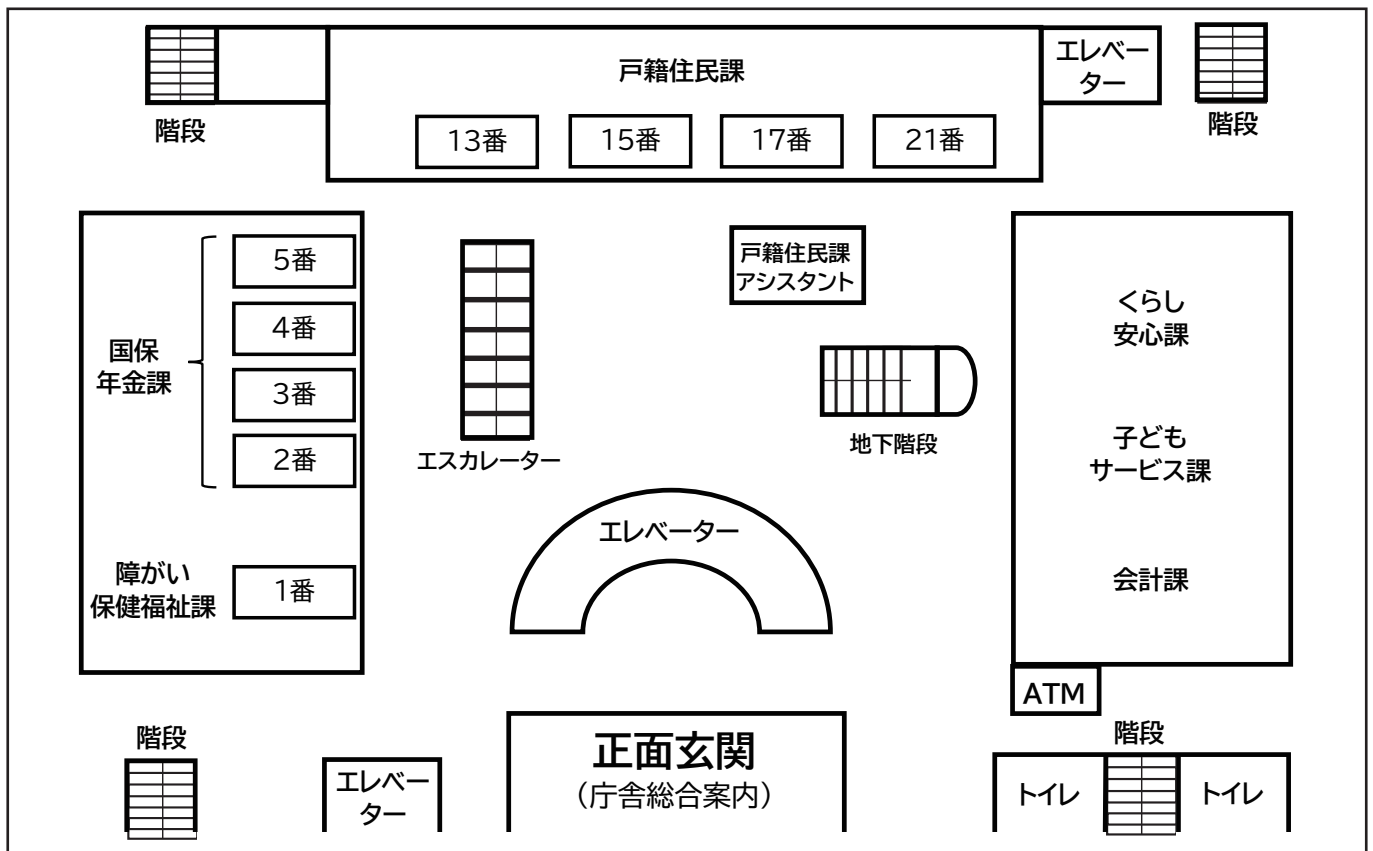 戸籍住民課
エレベー
ター
階段
階段
13番
15番
17番
21番
5番
4番
3番
2番
国保
年金課
障がい
保健福祉課
1番
エスカレーター
戸籍住民課
アシスタント
地下階段
エレベーター
くらし
安心課
子ども
サービス課
会計課
ATM
階段
エレベー
ター
正面玄関
（庁舎総合案内）
階段
トイレ
トイレ